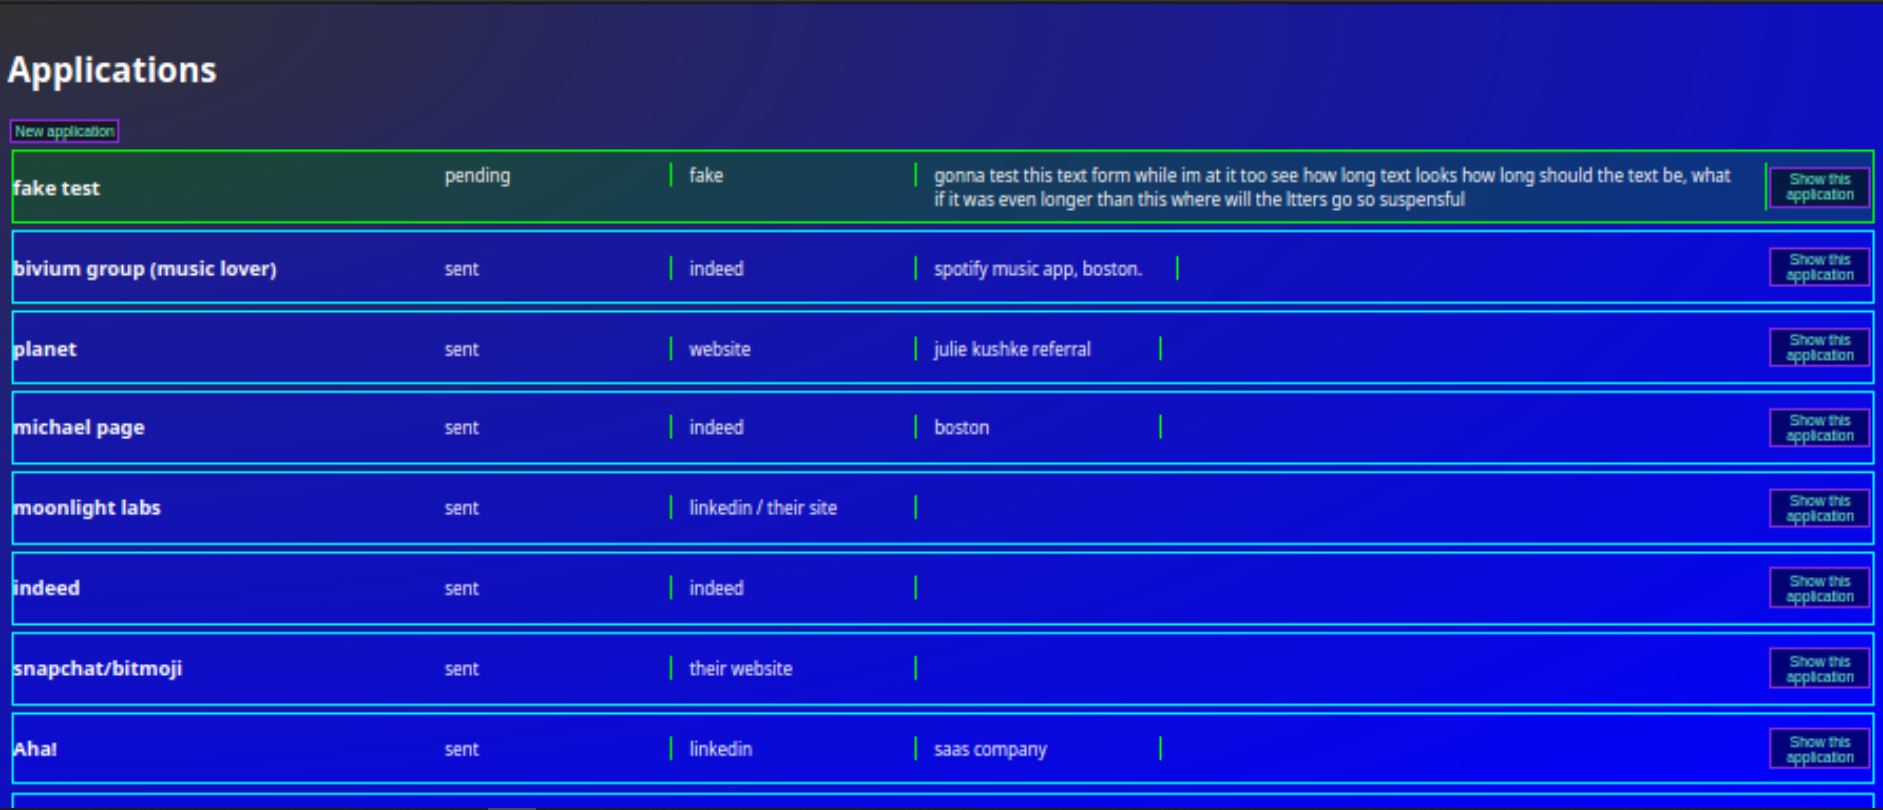 Applications
New application
fake test
pending
fake
gonna test this text form while im at it too see how long text looks how long should the text be, what
if it was even longer than this where will the ltters go so suspensful
Show this
application
bivium group (music lover)
sent
indeed
spotify music app, boston.
Show this
application
planet
sent
website
julie kushke referral
Show this
application
michael page
sent
indeed
boston
Show this
application
moonlight labs
sent
linkedin / their site
Show this
application
indeed
sent
indeed
Show this
application
snapchat/bitmoji
sent
their website
Show this
application
Aha!
sent
linkedin
saas company
Show this
application